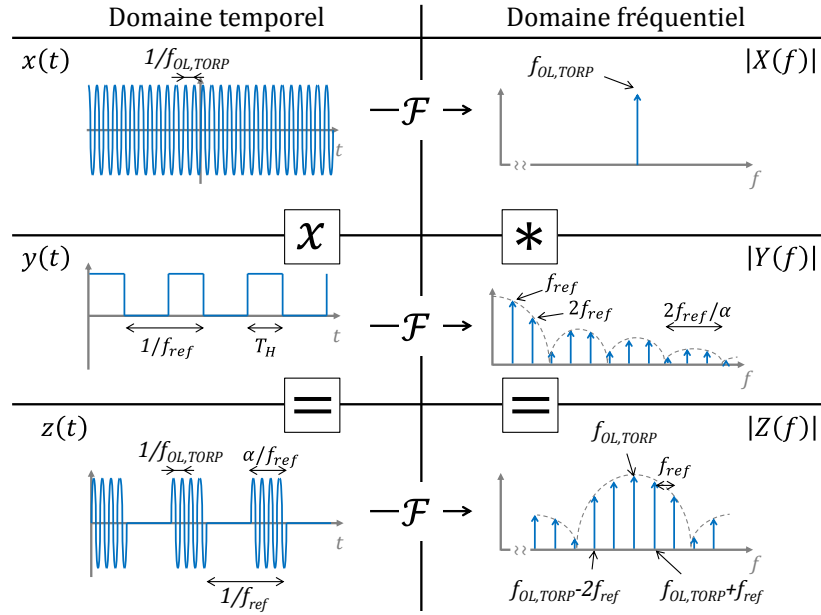 Domaine temporel
Domaine fréquentiel
x(t)
1/f_OL,TORP
t
—ℱ→
|X(f)|
f_OL,TORP
f
x
*
y(t)
1/f_ref
T_H
t
—ℱ→
|Y(f)|
f_ref
2f_ref
2f_ref/α
f
=
=
z(t)
1/f_OL,TORP
α/f_ref
t
1/f_ref
—ℱ→
|Z(f)|
f_OL,TORP
f_ref
f
f_OL,TORP-2f_ref
f_OL,TORP+f_ref